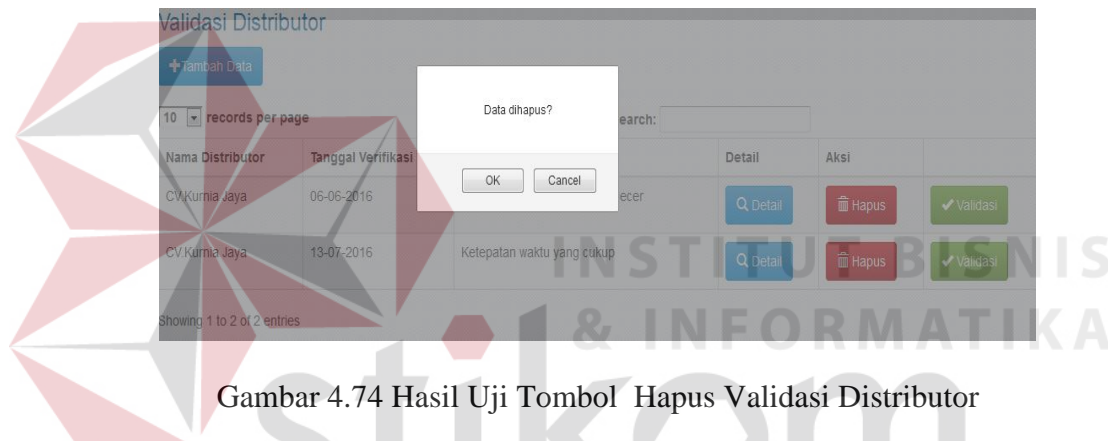 Validasi Distributor
Tambah Data
10 records per page
earch:
Data dihapus?
OK Cancel
Nama Distributor Tanggal Verifikasi Detail Aksi
CV.Kurnia Jaya 06-06-2016 ecer Detail Hapus Validasi
CV.Kurnia Jaya 13-07-2016 Ketepatan waktu yang cukup Detail Hapus Validasi
Showing 1 to 2 of 2 entries
INSTITUT BISNIS
& INFORMATIKA
stikom
Gambar 4.74 Hasil Uji Tombol Hapus Validasi Distributor